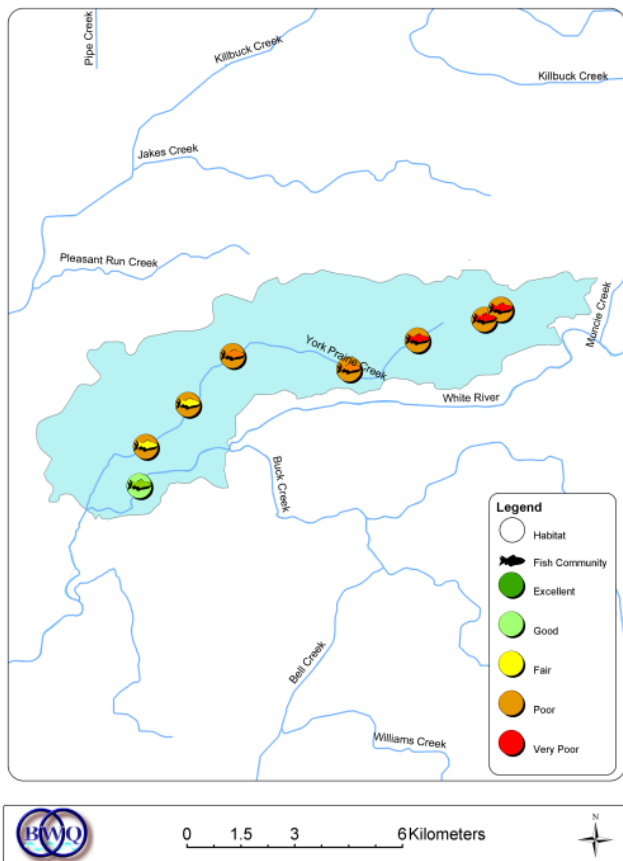 Pipe Creek
Killbuck Creek
Killbuck Creek
Jakes Creek
Pleasant Run Creek
Muncie Creek
York Prairie Creek
White River
Buck Creek
Bell Creek
Williams Creek
Legend
Habitat
Fish Community
Excellent
Good
Fair
Poor
Very Poor
BWQ
0 1.5 3 6 Kilometers
N